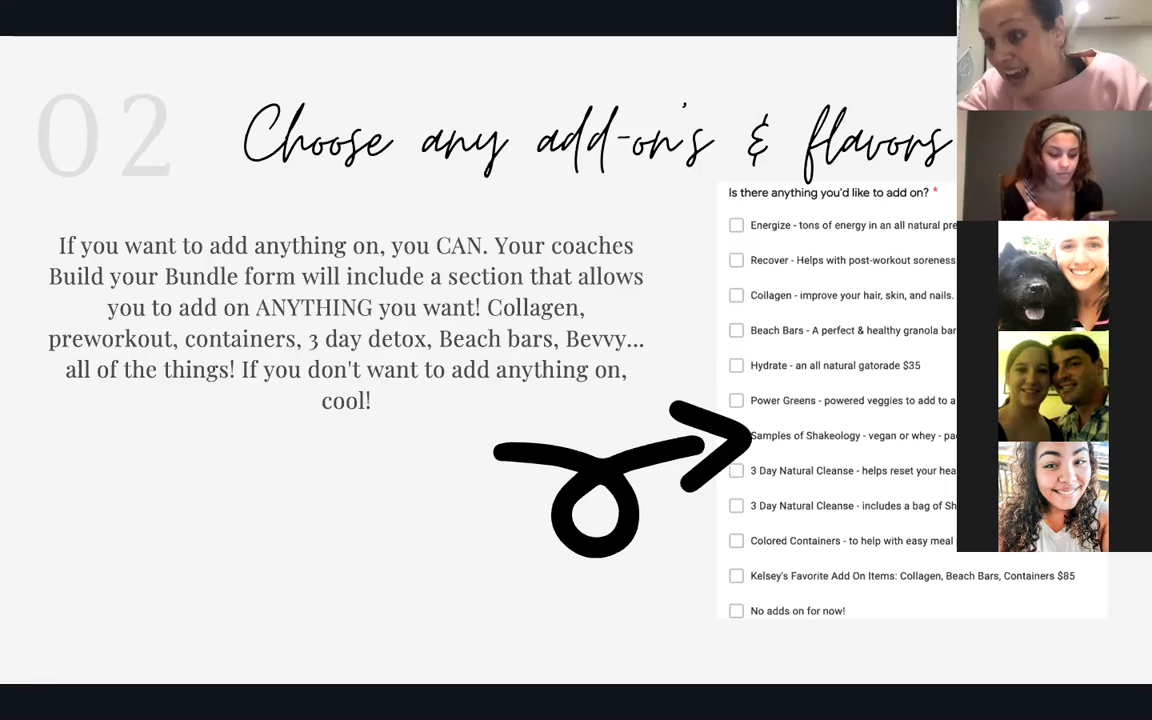 02
Choose any add-on's & flavors
If you want to add anything on, you CAN. Your coaches
Build your Bundle form will include a section that allows
you to add on ANYTHING you want! Collagen,
preworkout, containers, 3 day detox, Beach bars, Bevvy...
all of the things! If you don't want to add anything on,
cool!
Is there anything you'd like to add on? *
Energize - tons of energy in an all natural pre
Recover - Helps with post-workout soreness
Collagen - improve your hair, skin, and nails.
Beach Bars - A perfect & healthy granola bar
Hydrate - an all natural gatorade $35
Power Greens - powered veggies to add to a
Samples of Shakeology - vegan or whey - pa
3 Day Natural Cleanse - helps reset your hea
3 Day Natural Cleanse - includes a bag of Sh
Colored Containers - to help with easy meal
Kelsey's Favorite Add On Items: Collagen, Beach Bars, Containers $85
No adds on for now!